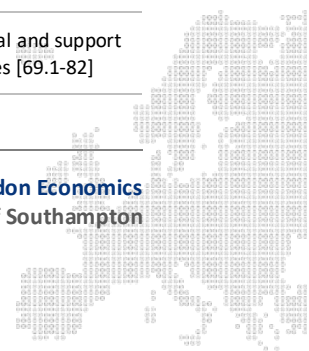 al and support
es [69.1-82]
don Economics
f Southampton